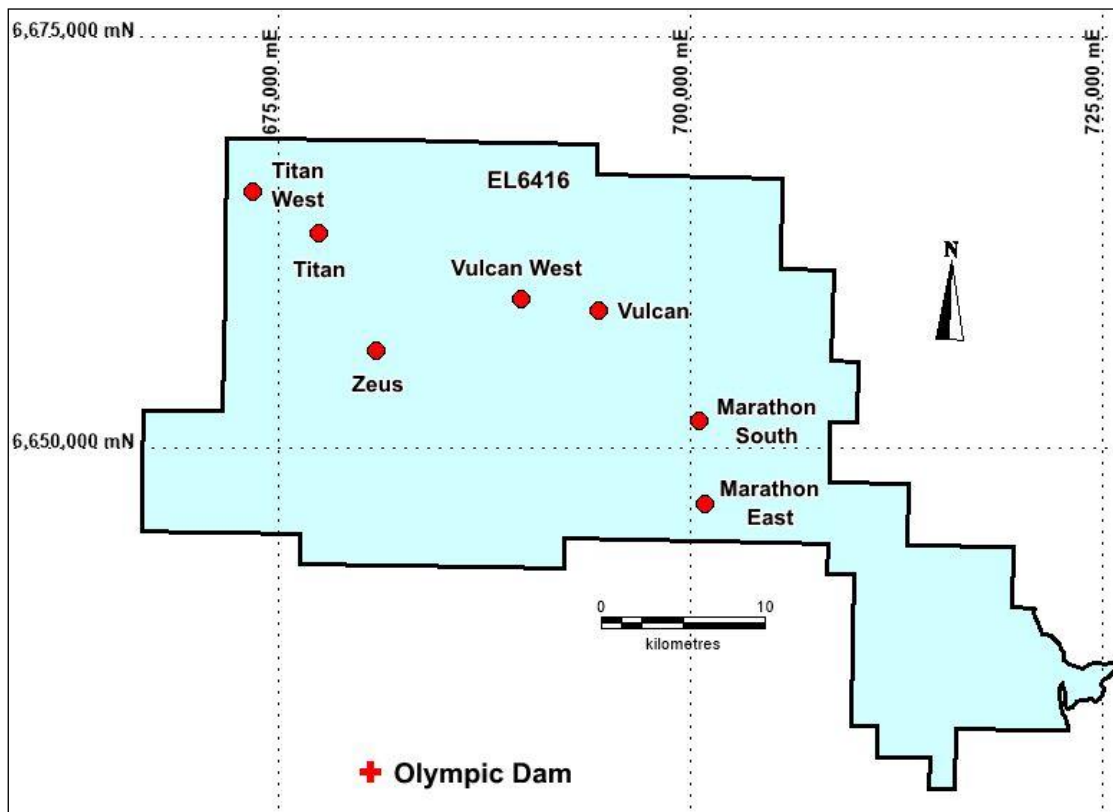 6,675,000 mN
675,000 mE
700,000 mE
725,000 mE
Titan
West
EL6416
Titan
Vulcan West
Vulcan
N
Zeus
Marathon
South
6,650,000 mN
Marathon
East
0 10
kilometres
Olympic Dam